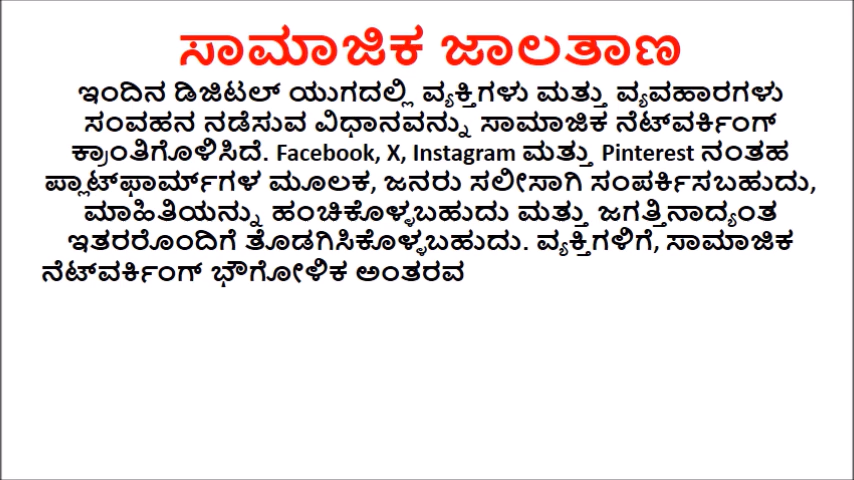 ಸಾಮಾಜಿಕ ಜಾಲತಾಣ
ಇಂದಿನ ಡಿಜಿಟಲ್ ಯುಗದಲ್ಲಿ ವ್ಯಕ್ತಿಗಳು ಮತ್ತು ವ್ಯವಹಾರಗಳು
ಸಂವಹನ ನಡೆಸುವ ವಿಧಾನವನ್ನು ಸಾಮಾಜಿಕ ನೆಟ್‌ವರ್ಕಿಂಗ್
ಕ್ರಾಂತಿಗೊಳಿಸಿದೆ. Facebook, X, Instagram ಮತ್ತು Pinterest ನಂತಹ
ಪ್ಲಾಟ್‌ಫಾರ್ಮ್‌ಗಳ ಮೂಲಕ, ಜನರು ಸಲೀಸಾಗಿ ಸಂಪರ್ಕಿಸಬಹುದು,
ಮಾಹಿತಿಯನ್ನು ಹಂಚಿಕೊಳ್ಳಬಹುದು ಮತ್ತು ಜಗತ್ತಿನಾದ್ಯಂತ
ಇತರರೊಂದಿಗೆ ತೊಡಗಿಸಿಕೊಳ್ಳಬಹುದು. ವ್ಯಕ್ತಿಗಳಿಗೆ, ಸಾಮಾಜಿಕ
ನೆಟ್‌ವರ್ಕಿಂಗ್ ಭೌಗೋಳಿಕ ಅಂತರವ